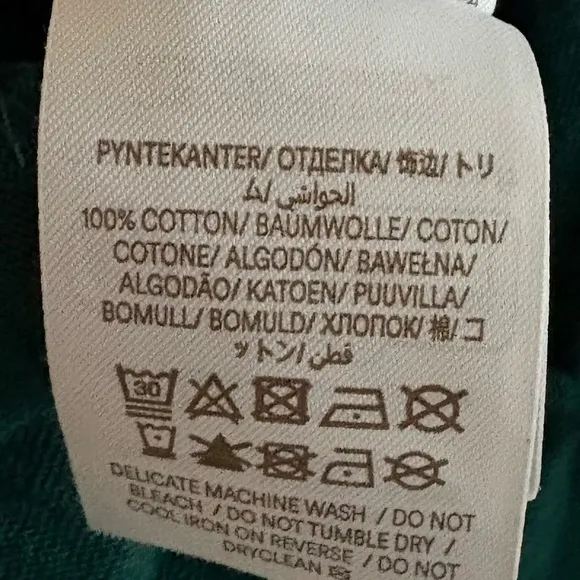 PYNTEKANTER/ ОТДЕЛКА/ 饰边/ トリ
ム/ الحواشي
100% COTTON/ BAUMWOLLE/ COTON/
COTONE/ ALGODÓN/ BAWEŁNA/
ALGODÃO/ KATOEN/ PUUVILLA/
BOMULL/ BOMULD/ ХЛОПОК/ 棉/ コ
ットン/ قطن
30
DELICATE MACHINE WASH / DO NOT
BLEACH / DO NOT TUMBLE DRY /
COOL IRON ON REVERSE / DO NOT
DRYCLEAN